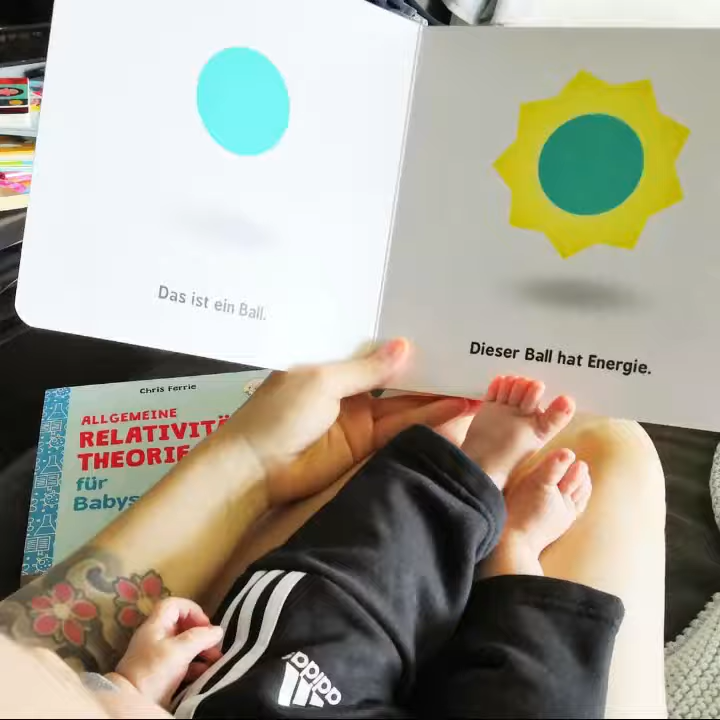 Das ist ein Ball.
Dieser Ball hat Energie.
Chris Ferrie
ALLGEMEINE
RELATIVITÄ
THEORIE
für
Babys
adidas